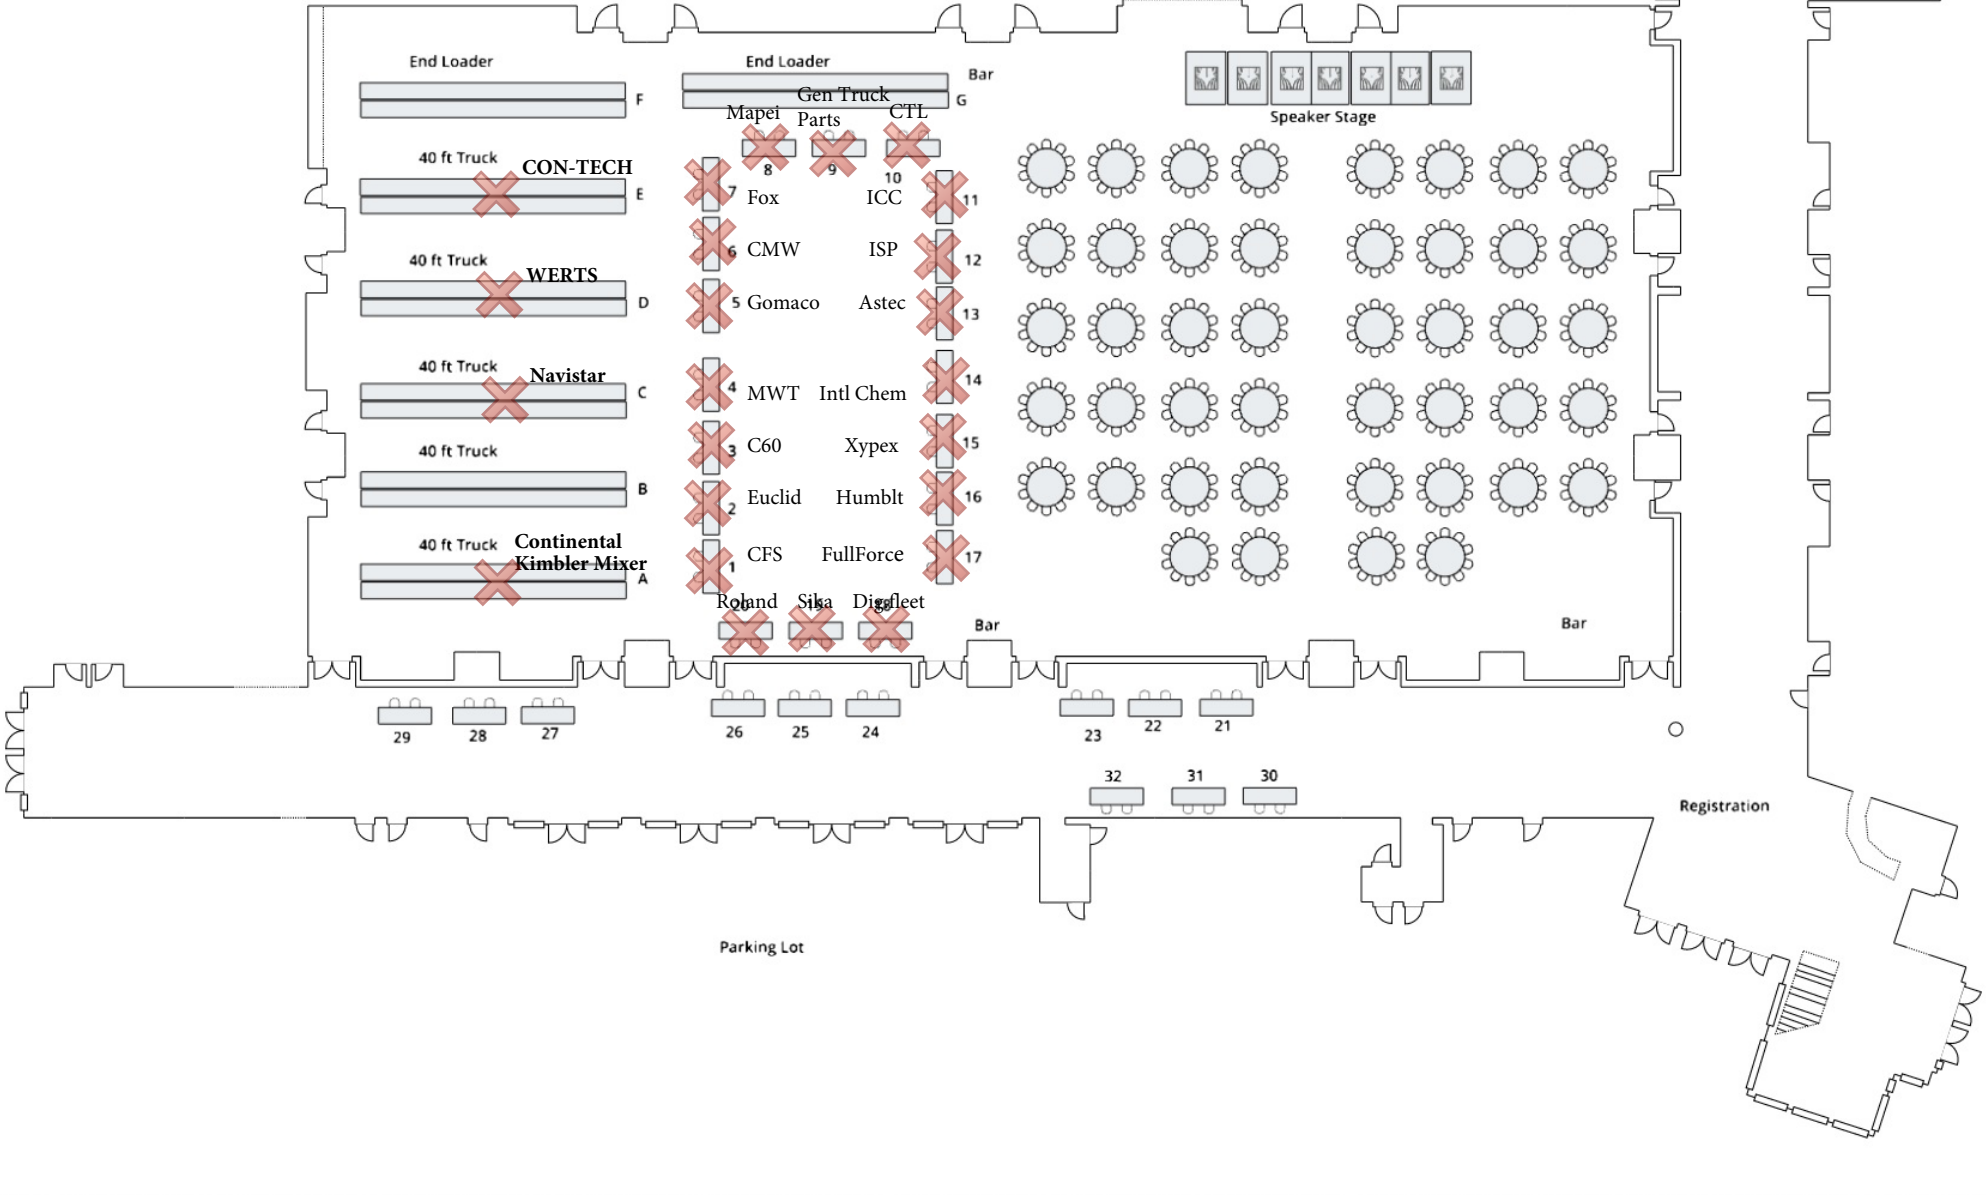 End Loader
End Loader
Bar
F
Gen Truck
Parts
G
Mapei
CTL
Speaker Stage
40 ft Truck
CON-TECH
E
8
9
10
7
Fox
ICC
11
6
CMW
ISP
12
40 ft Truck
WERTS
D
5
Gomaco
Astec
13
40 ft Truck
Navistar
C
4
MWT
Intl Chem
14
40 ft Truck
3
C60
Xypex
15
B
2
Euclid
Humblt
16
40 ft Truck
Continental
Kimbler Mixer
A
1
CFS
FullForce
17
Roland
Sika
Digfleet
20
19
18
Bar
Bar
29
28
27
26
25
24
23
22
21
32
31
30
Registration
Parking Lot